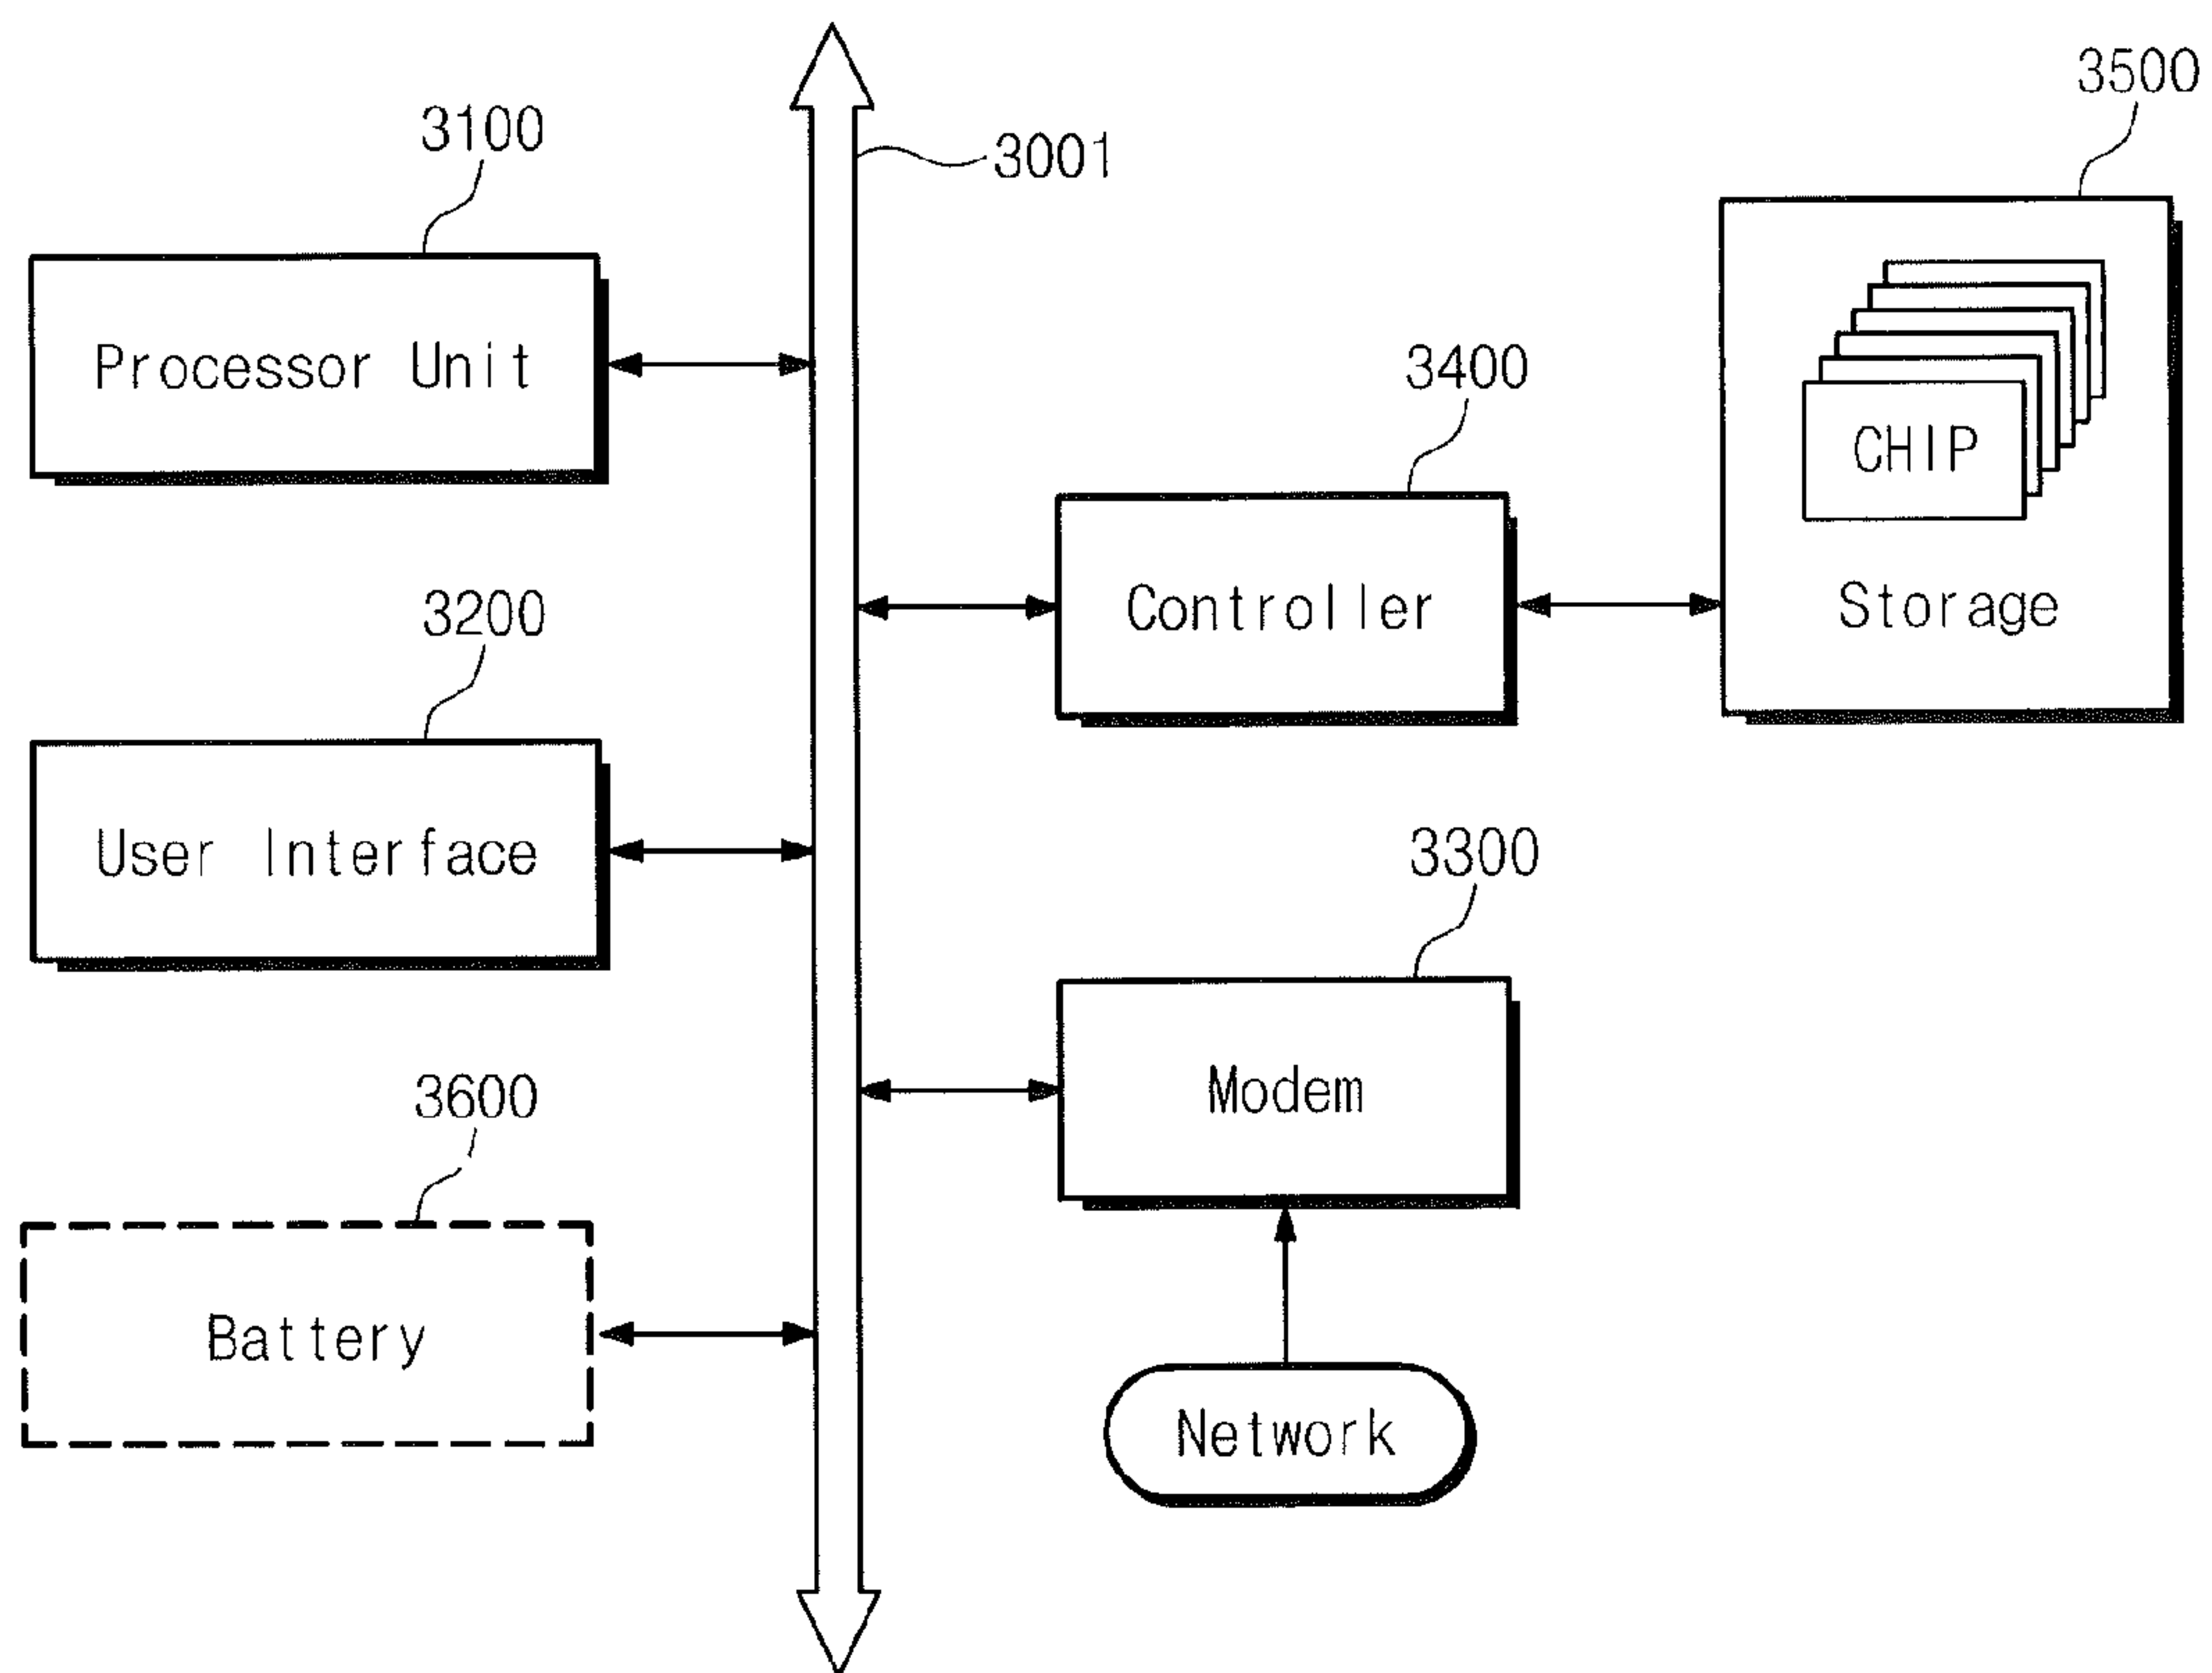 3500
3100
3001
Processor Unit
3400
CHIP
3200
Controller
Storage
User Interface
3300
3600
Modem
Battery
Network